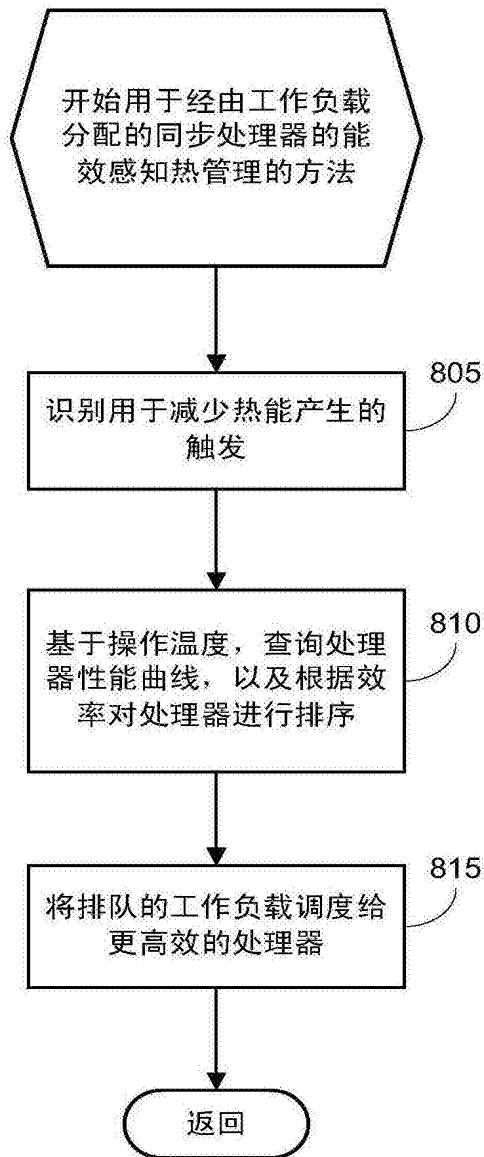 开始用于经由工作负载
分配的同步处理器的能
效感知热管理的方法
805
识别用于减少热能产生的
触发
810
基于操作温度，查询处理
器性能曲线，以及根据效
率对处理器进行排序
815
将排队的工作负载调度给
更高效的处理器
返回